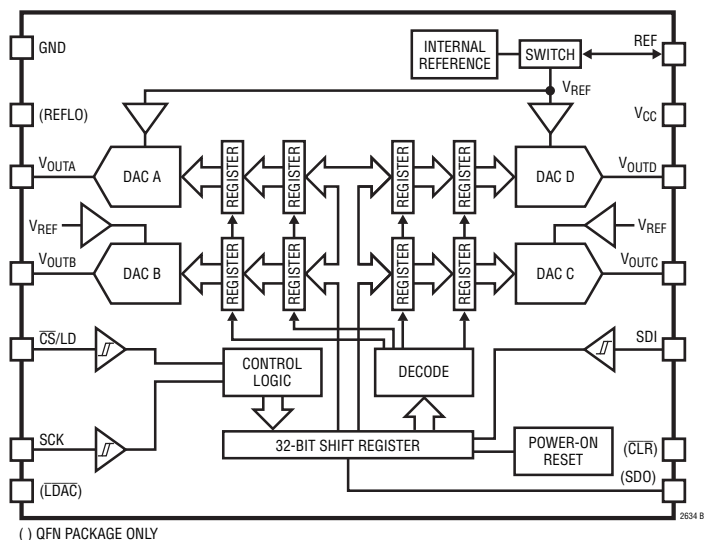 GND
INTERNAL
REFERENCE
SWITCH
REF
(REFLO)
VREF
VCC
VOUTA
DAC A
REGISTER
REGISTER
REGISTER
REGISTER
DAC D
VOUTD
VREF
VREF
VOUTB
DAC B
REGISTER
REGISTER
REGISTER
REGISTER
DAC C
VOUTC
CS/LD
SDI
CONTROL
LOGIC
DECODE
SCK
32-BIT SHIFT REGISTER
POWER-ON
RESET
(CLR)
(LDAC)
(SDO)
2634 B
( ) QFN PACKAGE ONLY